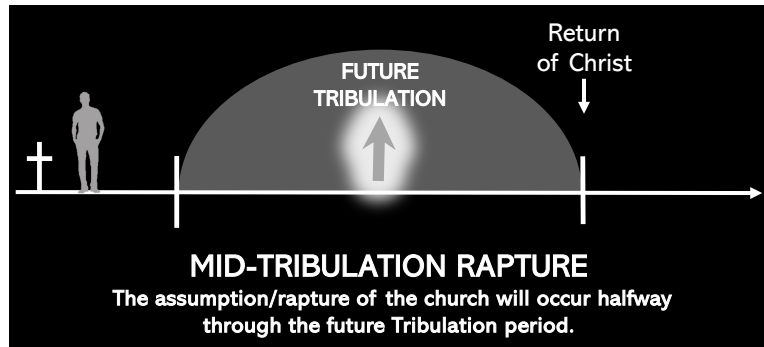 Return
of Christ
FUTURE
TRIBULATION
MID-TRIBULATION RAPTURE
The assumption/rapture of the church will occur halfway
through the future Tribulation period.